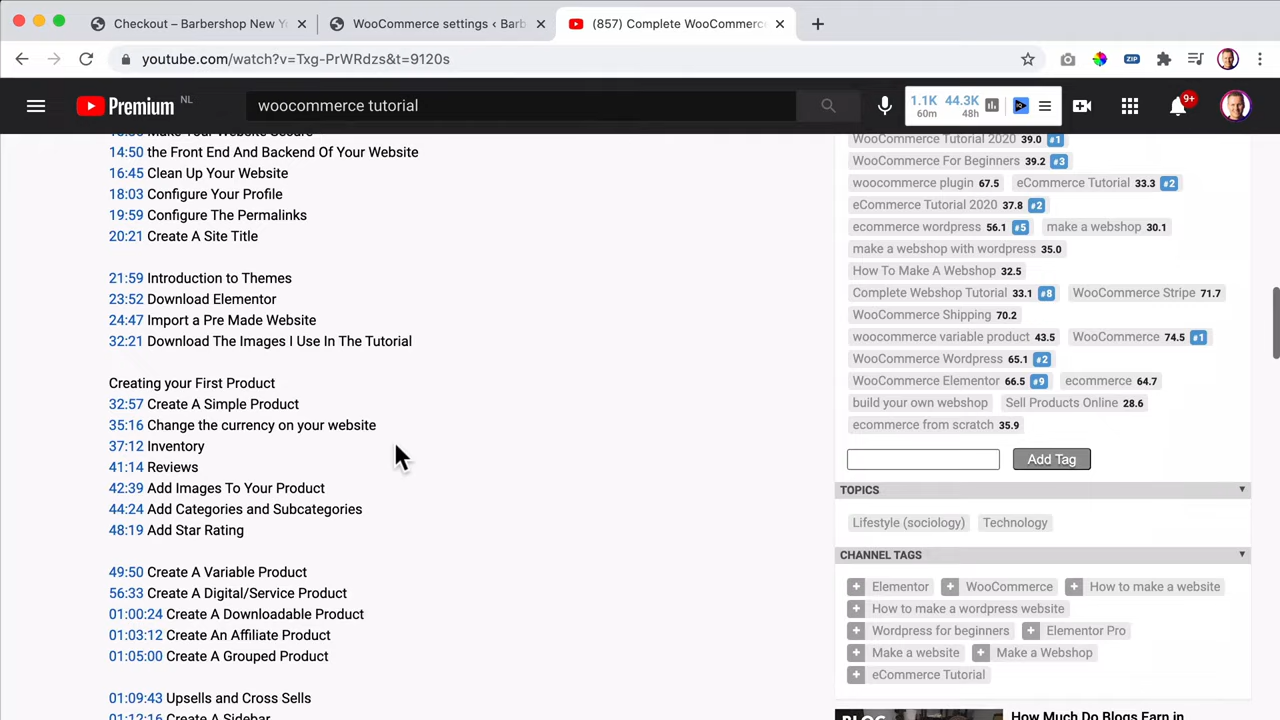 Checkout – Barbershop New Y
WooCommerce settings ‹ Barb
(857) Complete WooCommerce
youtube.com/watch?v=Txg-PrWRdzs&t=9120s
ZIP
Premium NL
woocommerce tutorial
1.1K 44.3K
60m 48h
9+
14:50 the Front End And Backend Of Your Website
16:45 Clean Up Your Website
18:03 Configure Your Profile
19:59 Configure The Permalinks
20:21 Create A Site Title
21:59 Introduction to Themes
23:52 Download Elementor
24:47 Import a Pre Made Website
32:21 Download The Images I Use In The Tutorial
Creating your First Product
32:57 Create A Simple Product
35:16 Change the currency on your website
37:12 Inventory
41:14 Reviews
42:39 Add Images To Your Product
44:24 Add Categories and Subcategories
48:19 Add Star Rating
49:50 Create A Variable Product
56:33 Create A Digital/Service Product
01:00:24 Create A Downloadable Product
01:03:12 Create An Affiliate Product
01:05:00 Create A Grouped Product
01:09:43 Upsells and Cross Sells
01:12:16 Create A Sidebar
WooCommerce Tutorial 2020 39.0 #1
WooCommerce For Beginners 39.2 #3
woocommerce plugin 67.5 eCommerce Tutorial 33.3 #2
eCommerce Tutorial 2020 37.8 #2
ecommerce wordpress 56.1 #5 make a webshop 30.1
make a webshop with wordpress 35.0
How To Make A Webshop 32.5
Complete Webshop Tutorial 33.1 #8 WooCommerce Stripe 71.7
WooCommerce Shipping 70.2
woocommerce variable product 43.5 WooCommerce 74.5 #1
WooCommerce Wordpress 65.1 #2
WooCommerce Elementor 66.5 #9 ecommerce 64.7
build your own webshop Sell Products Online 28.6
ecommerce from scratch 35.9
Add Tag
TOPICS
Lifestyle (sociology) Technology
CHANNEL TAGS
+ Elementor + WooCommerce + How to make a website
+ How to make a wordpress website
+ Wordpress for beginners + Elementor Pro
+ Make a website + Make a Webshop
+ eCommerce Tutorial
BLOG
How Much Do Blogs Earn in